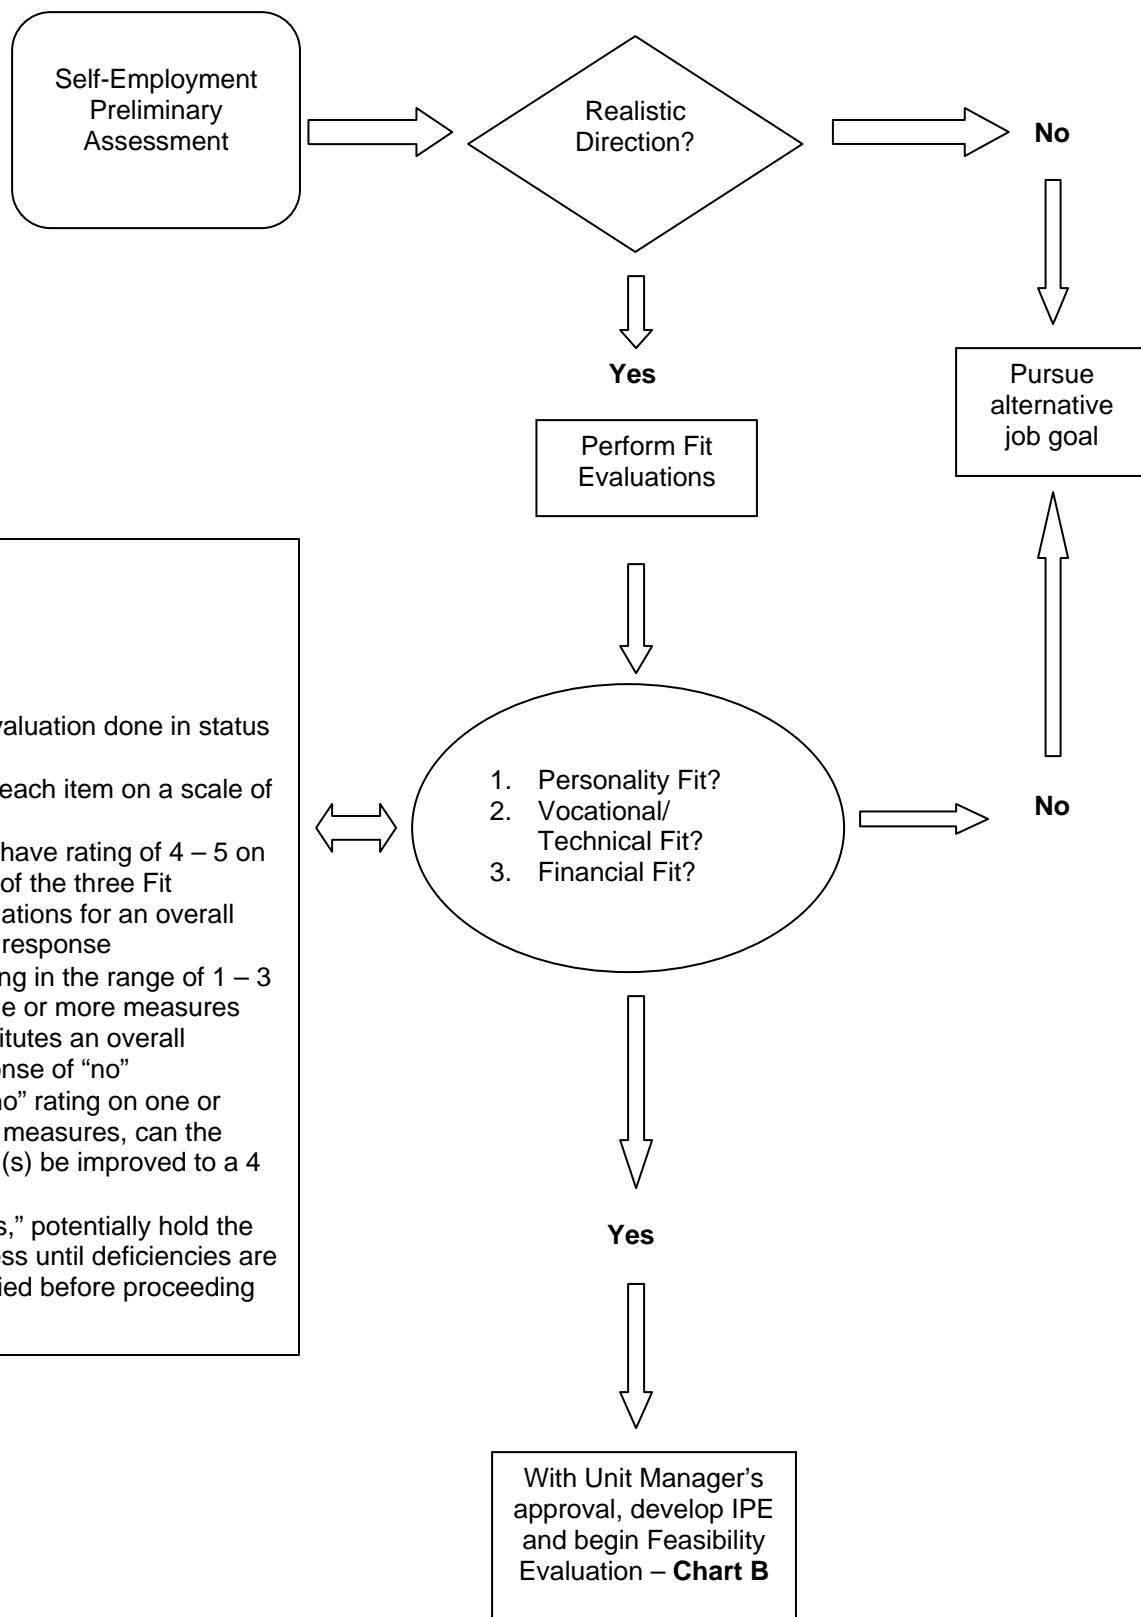 Self-Employment
Preliminary
Assessment
Realistic
Direction?
No
Yes
Pursue
alternative
job goal
Perform Fit
Evaluations
valuation done in status
each item on a scale of
have rating of 4 – 5 on
of the three Fit
ations for an overall
response
ng in the range of 1 – 3
e or more measures
titutes an overall
onse of “no”
no” rating on one or
measures, can the
(s) be improved to a 4
s,” potentially hold the
ess until deficiencies are
ied before proceeding
1. Personality Fit?
2. Vocational/
Technical Fit?
3. Financial Fit?
No
Yes
With Unit Manager’s
approval, develop IPE
and begin Feasibility
Evaluation – Chart B